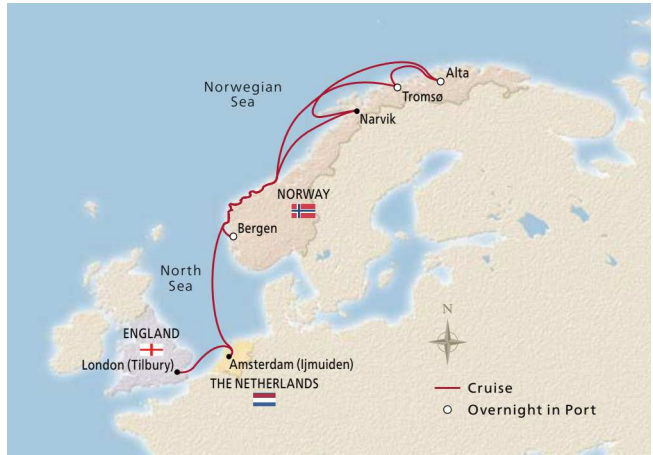 Alta
Tromsø
Norwegian
Sea
Narvik
NORWAY
Bergen
North
Sea
ENGLAND
London (Tilbury)
Amsterdam (Ijmuiden)
THE NETHERLANDS
N
Cruise
Overnight in Port